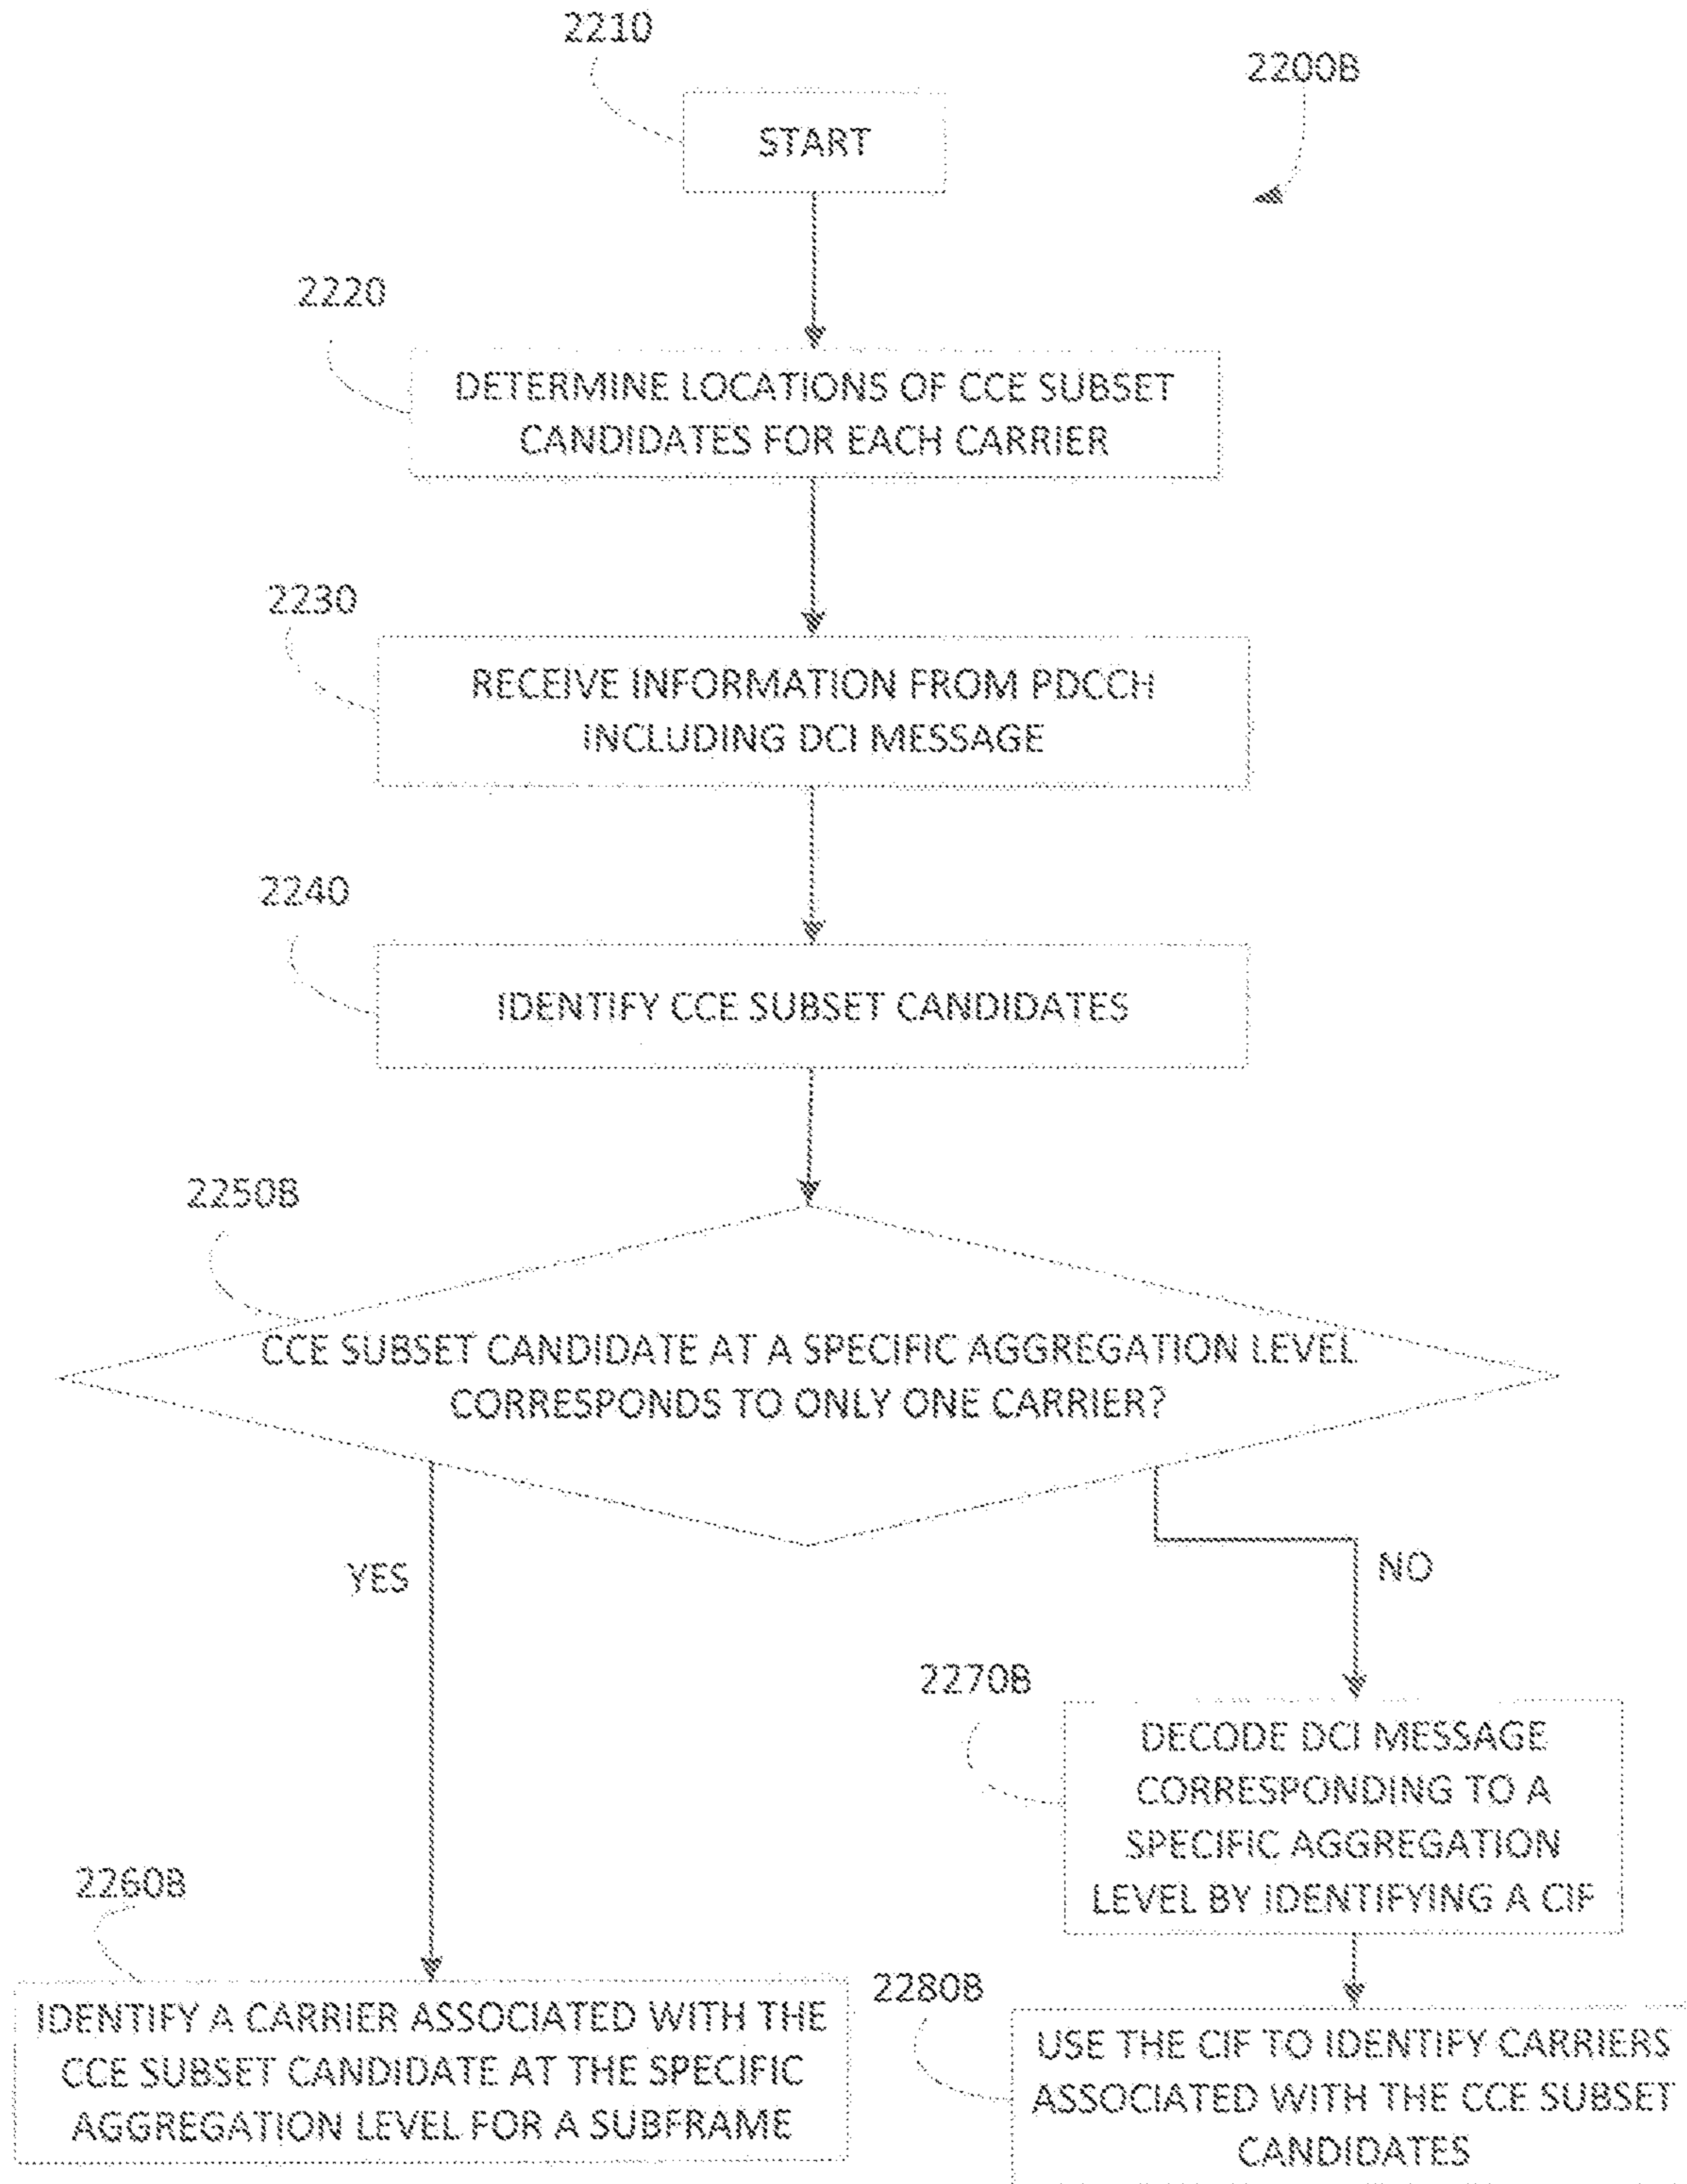 2210
2200B
START
2220
DETERMINE LOCATIONS OF CCE SUBSET
CANDIDATES FOR EACH CARRIER
2230
RECEIVE INFORMATION FROM PDCCH
INCLUDING DCI MESSAGE
2240
IDENTIFY CCE SUBSET CANDIDATES
2250B
CCE SUBSET CANDIDATE AT A SPECIFIC AGGREGATION LEVEL
CORRESPONDS TO ONLY ONE CARRIER?
YES
NO
2270B
DECODE DCI MESSAGE
CORRESPONDING TO A
SPECIFIC AGGREGATION
LEVEL BY IDENTIFYING A CIF
2260B
IDENTIFY A CARRIER ASSOCIATED WITH THE
CCE SUBSET CANDIDATE AT THE SPECIFIC
AGGREGATION LEVEL FOR A SUBFRAME
2280B
USE THE CIF TO IDENTIFY CARRIERS
ASSOCIATED WITH THE CCE SUBSET
CANDIDATES